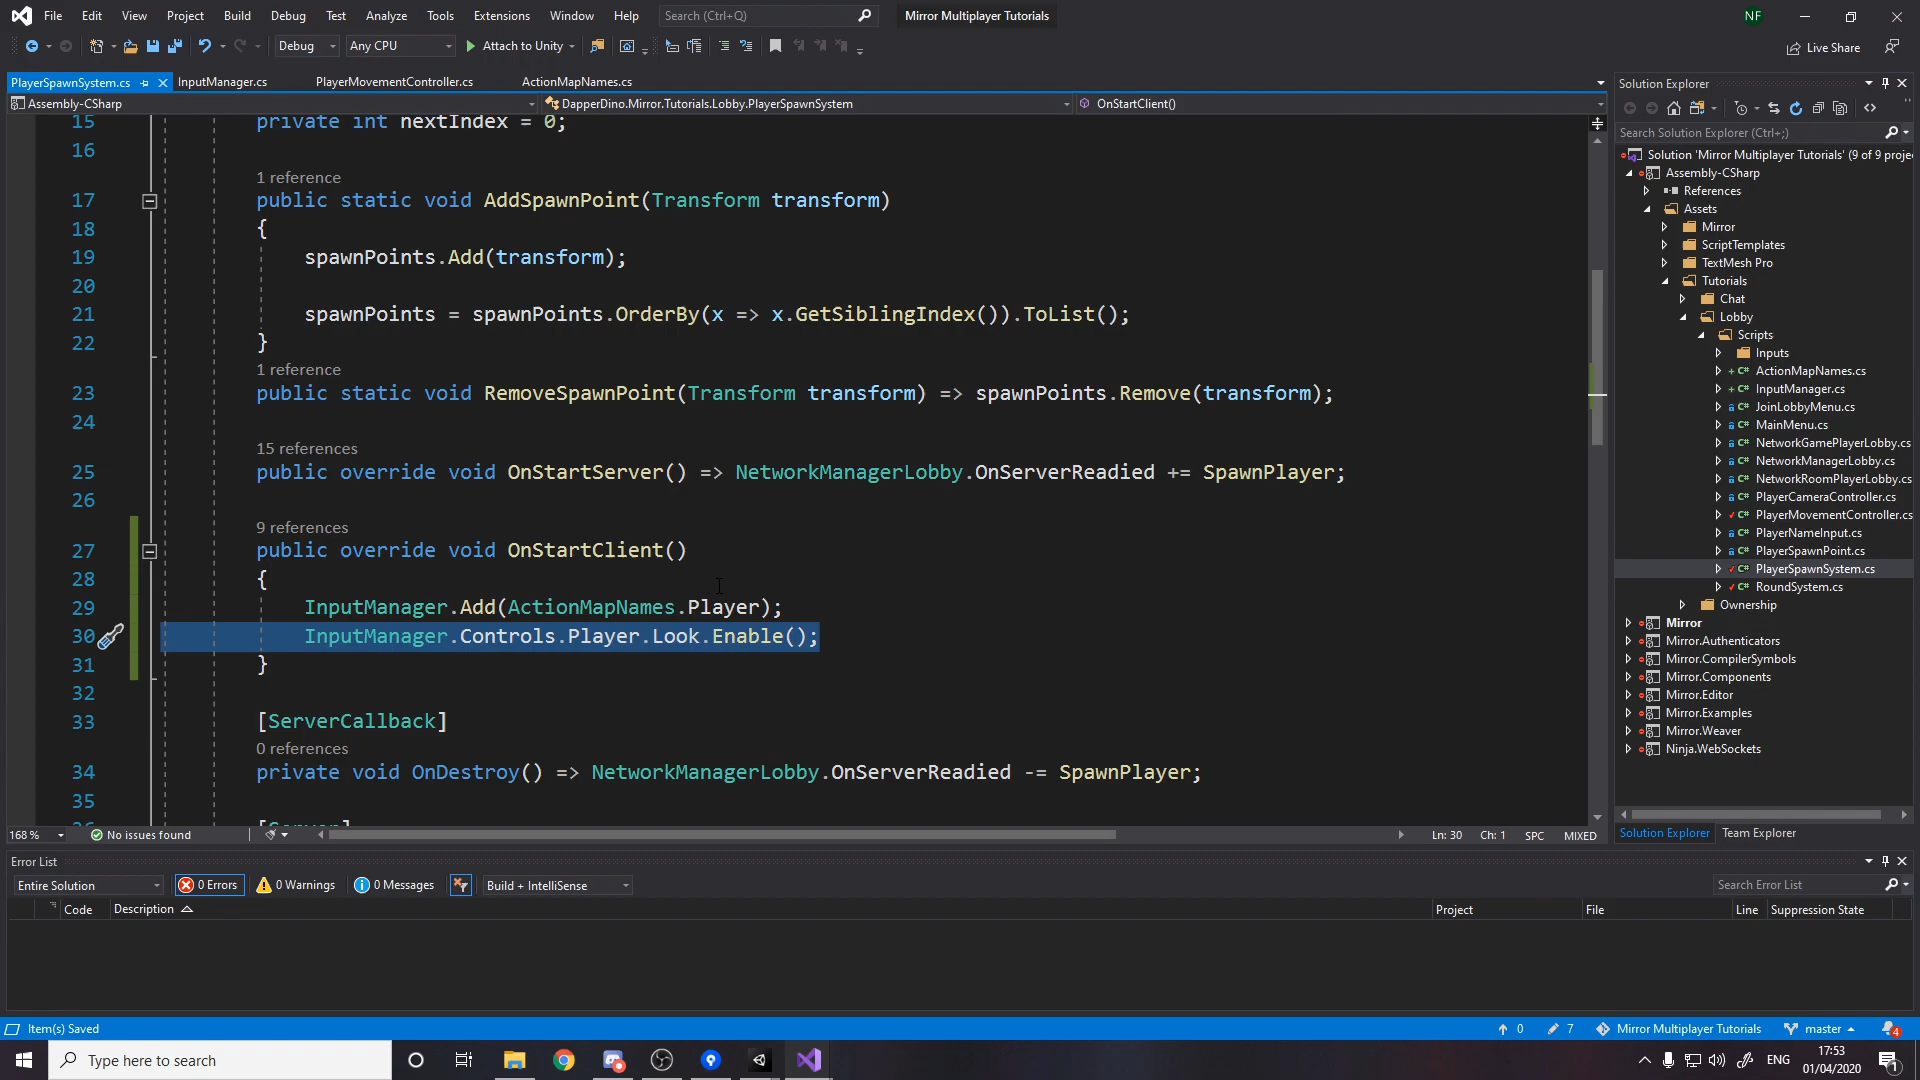 File Edit View Project Build Debug Test Analyze Tools Extensions Window Help Search (Ctrl+Q) Mirror Multiplayer Tutorials NF
Debug Any CPU Attach to Unity Live Share
PlayerSpawnSystem.cs InputManager.cs PlayerMovementController.cs ActionMapNames.cs
Assembly-CSharp DapperDino.Mirror.Tutorials.Lobby.PlayerSpawnSystem OnStartClient()
15 private int nextIndex = 0;
16
1 reference
17 public static void AddSpawnPoint(Transform transform)
18 {
19 spawnPoints.Add(transform);
20
21 spawnPoints = spawnPoints.OrderBy(x => x.GetSiblingIndex()).ToList();
22 }
1 reference
23 public static void RemoveSpawnPoint(Transform transform) => spawnPoints.Remove(transform);
24
15 references
25 public override void OnStartServer() => NetworkManagerLobby.OnServerReadied += SpawnPlayer;
26
9 references
27 public override void OnStartClient()
28 {
29 InputManager.Add(ActionMapNames.Player);
30 InputManager.Controls.Player.Look.Enable();
31 }
32
33 [ServerCallback]
0 references
34 private void OnDestroy() => NetworkManagerLobby.OnServerReadied -= SpawnPlayer;
35
168 % No issues found Ln: 30 Ch: 1 SPC MIXED
Solution Explorer
Search Solution Explorer (Ctrl+;)
Solution 'Mirror Multiplayer Tutorials' (9 of 9 proje
Assembly-CSharp
References
Assets
Mirror
ScriptTemplates
TextMesh Pro
Tutorials
Chat
Lobby
Scripts
Inputs
ActionMapNames.cs
InputManager.cs
JoinLobbyMenu.cs
MainMenu.cs
NetworkGamePlayerLobby.cs
NetworkManagerLobby.cs
NetworkRoomPlayerLobby.cs
PlayerCameraController.cs
PlayerMovementController.cs
PlayerNameInput.cs
PlayerSpawnPoint.cs
PlayerSpawnSystem.cs
RoundSystem.cs
Ownership
Mirror
Mirror.Authenticators
Mirror.CompilerSymbols
Mirror.Components
Mirror.Editor
Mirror.Examples
Mirror.Weaver
Ninja.WebSockets
Solution Explorer Team Explorer
Error List
Entire Solution 0 Errors 0 Warnings 0 Messages Build + IntelliSense Search Error List
Code Description Project File Line Suppression State
Item(s) Saved 0 7 Mirror Multiplayer Tutorials master 4
Type here to search ENG 17:53
01/04/2020 1